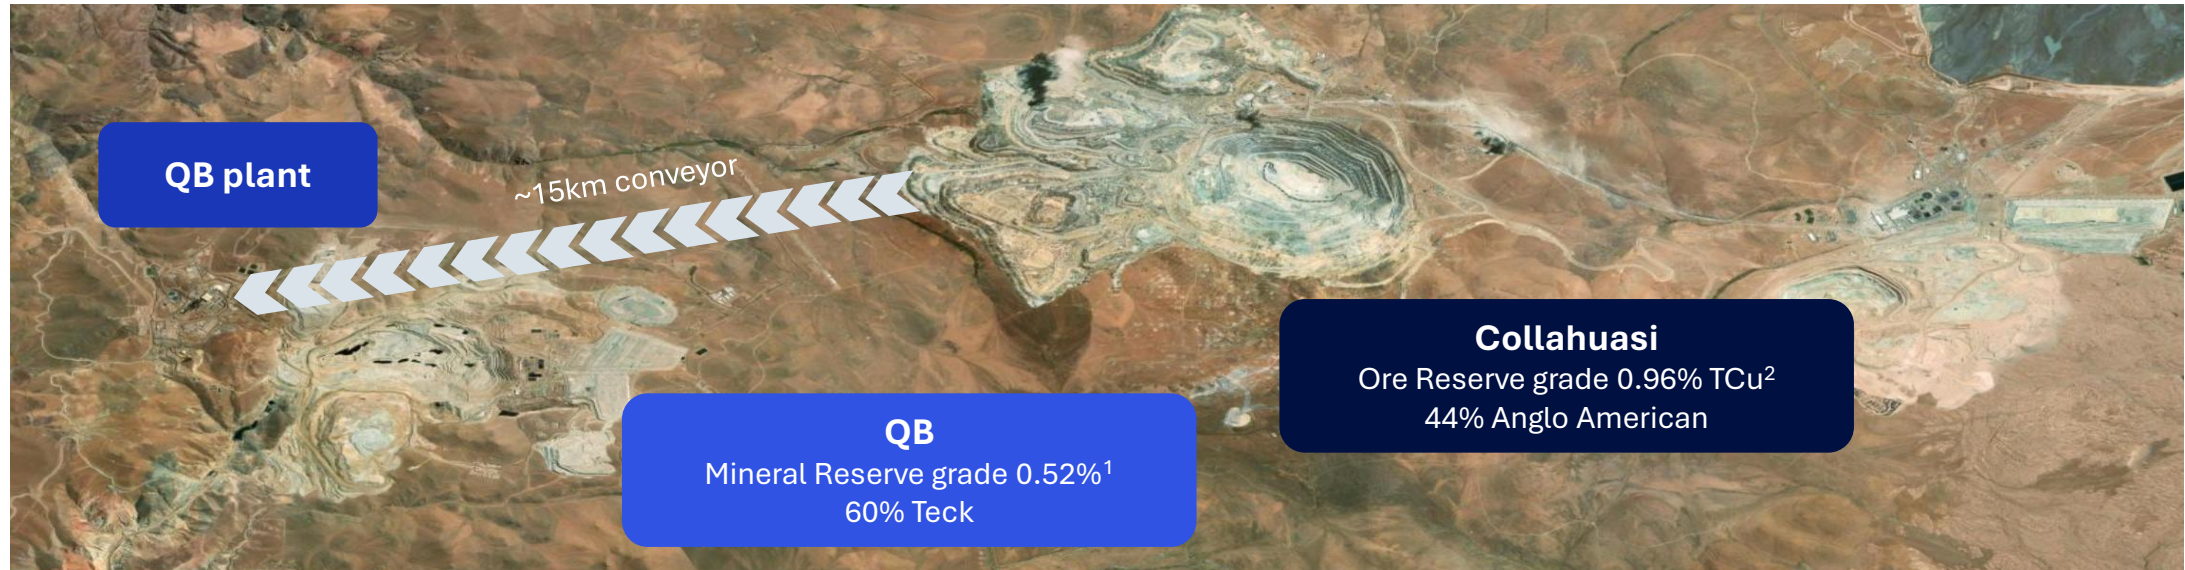 QB plant
~15km conveyor
QB
Mineral Reserve grade 0.52%¹
60% Teck
Collahuasi
Ore Reserve grade 0.96% TCu²
44% Anglo American